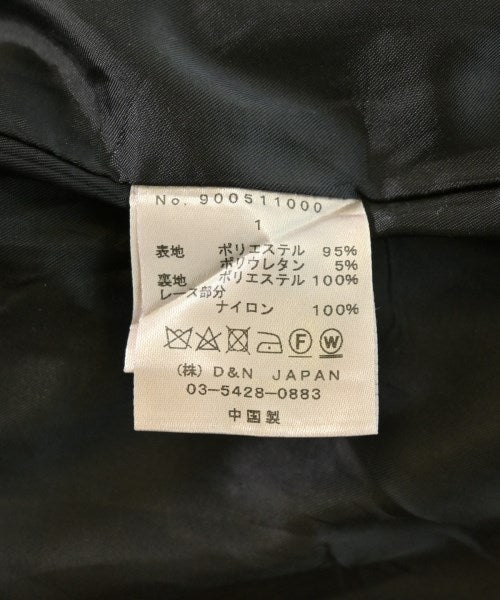 No. 900511000
1
表地 ポリエステル 95%
ポリウレタン 5%
裏地 ポリエステル 100%
レース部分
ナイロン 100%
F W
(株) D&N JAPAN
03-5428-0883
中国製